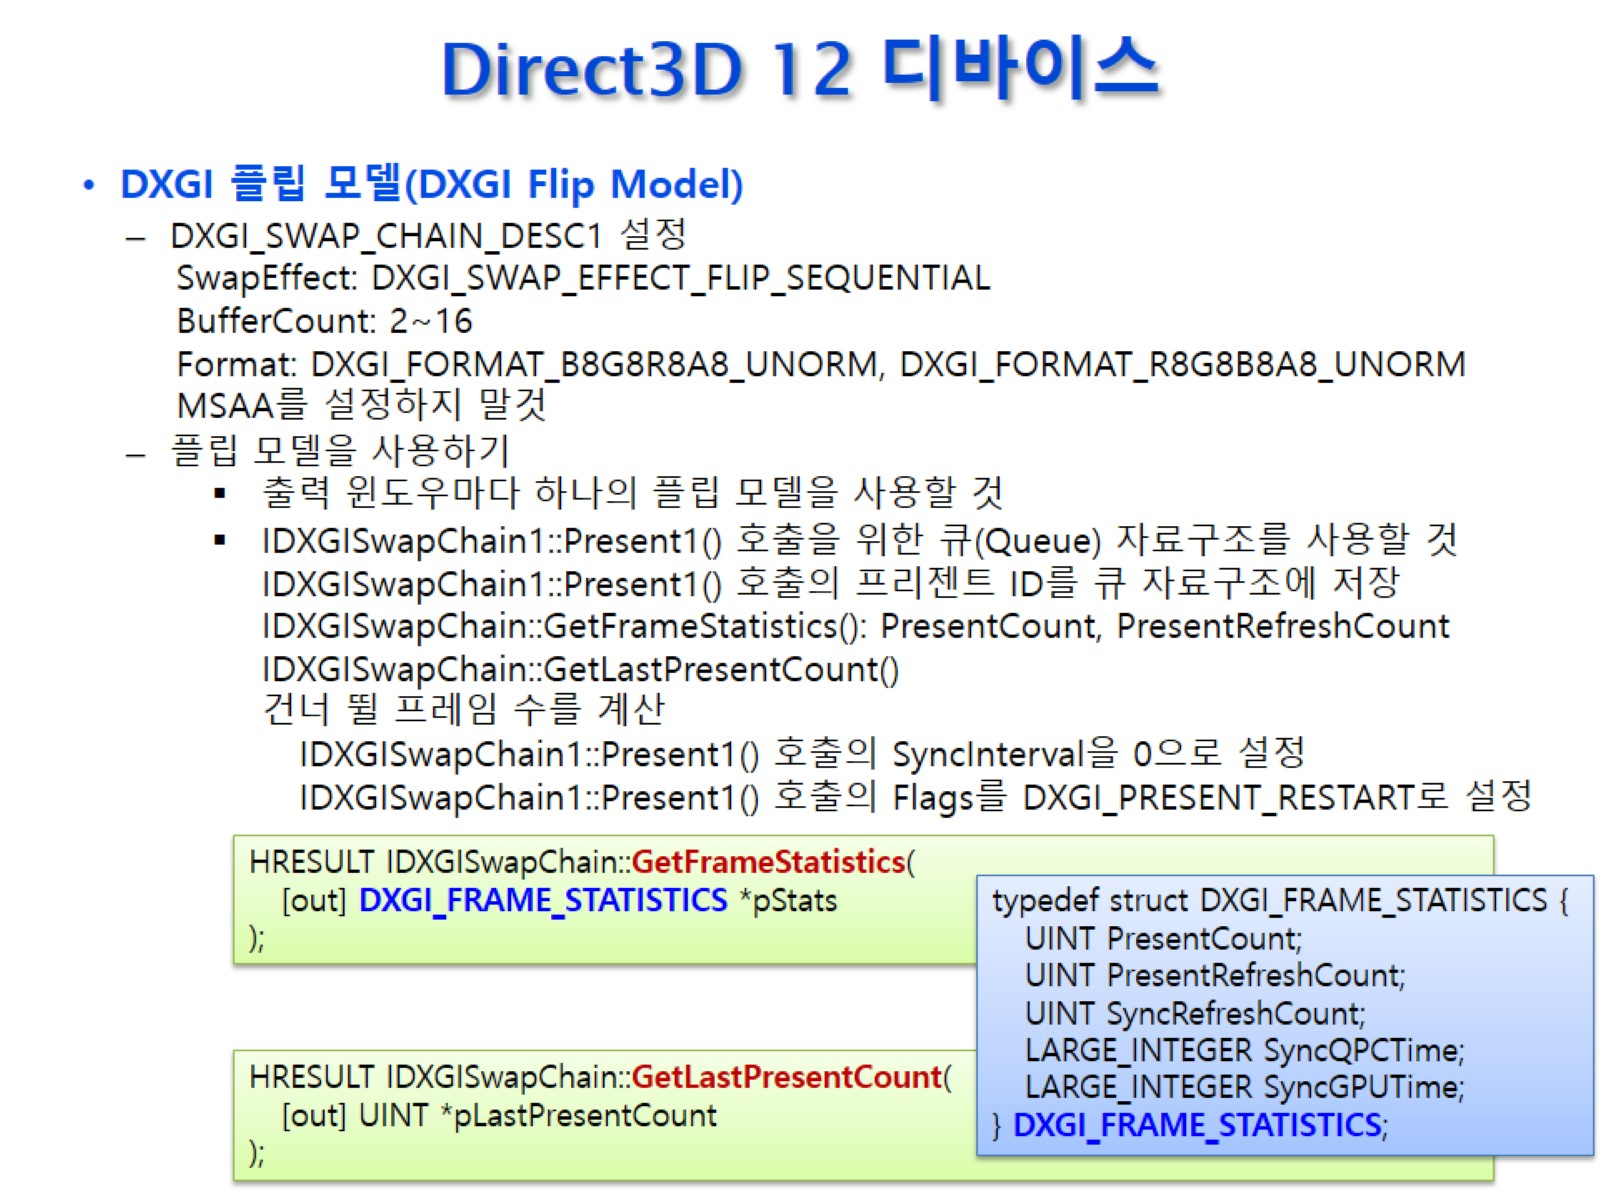 Direct3D 12 디바이스
• DXGI 플립 모델(DXGI Flip Model)
– DXGI_SWAP_CHAIN_DESC1 설정
SwapEffect: DXGI_SWAP_EFFECT_FLIP_SEQUENTIAL
BufferCount: 2~16
Format: DXGI_FORMAT_B8G8R8A8_UNORM, DXGI_FORMAT_R8G8B8A8_UNORM
MSAA를 설정하지 말것
– 플립 모델을 사용하기
▪ 출력 윈도우마다 하나의 플립 모델을 사용할 것
▪ IDXGISwapChain1::Present1() 호출을 위한 큐(Queue) 자료구조를 사용할 것
IDXGISwapChain1::Present1() 호출의 프리젠트 ID를 큐 자료구조에 저장
IDXGISwapChain::GetFrameStatistics(): PresentCount, PresentRefreshCount
IDXGISwapChain::GetLastPresentCount()
건너 뛸 프레임 수를 계산
IDXGISwapChain1::Present1() 호출의 SyncInterval을 0으로 설정
IDXGISwapChain1::Present1() 호출의 Flags를 DXGI_PRESENT_RESTART로 설정
HRESULT IDXGISwapChain::GetFrameStatistics(
[out] DXGI_FRAME_STATISTICS *pStats
);
typedef struct DXGI_FRAME_STATISTICS {
UINT PresentCount;
UINT PresentRefreshCount;
UINT SyncRefreshCount;
LARGE_INTEGER SyncQPCTime;
LARGE_INTEGER SyncGPUTime;
} DXGI_FRAME_STATISTICS;
HRESULT IDXGISwapChain::GetLastPresentCount(
[out] UINT *pLastPresentCount
);